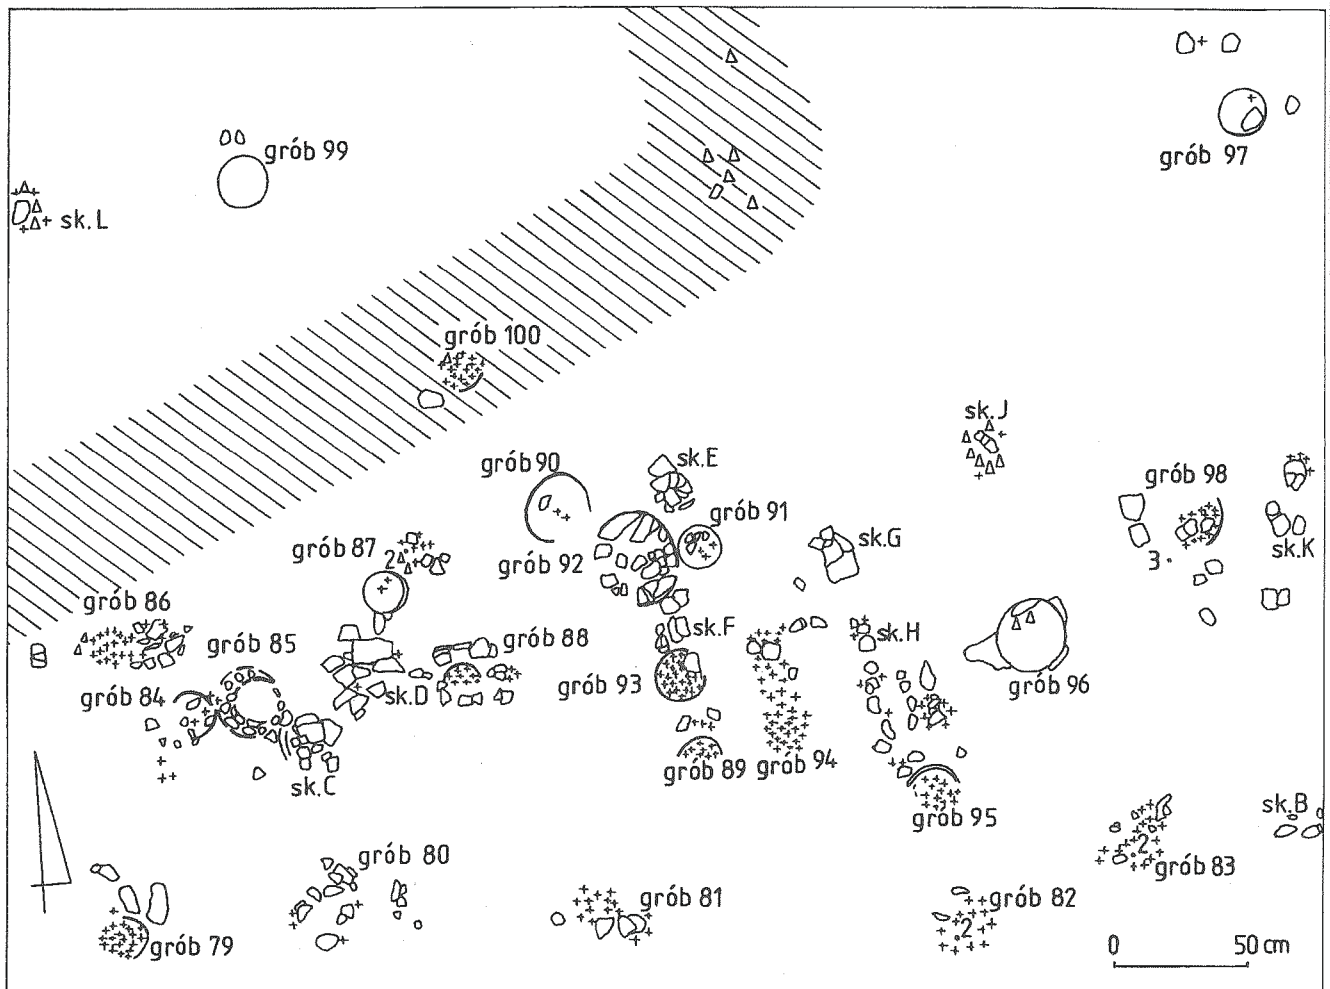 grób 99
grób 97
sk.L
grób 100
sk.J
grób 90
sk.E
grób 98
grób 91
grób 87
2
grób 92
sk.G
3
sk.K
grób 86
grób 85
grób 88
sk.F
sk.H
grób 84
sk.D
grób 93
grób 96
grób 89
grób 94
sk.C
grób 95
sk.B
grób 80
2
grób 83
grób 81
grób 82
2
grób 79
0 50 cm